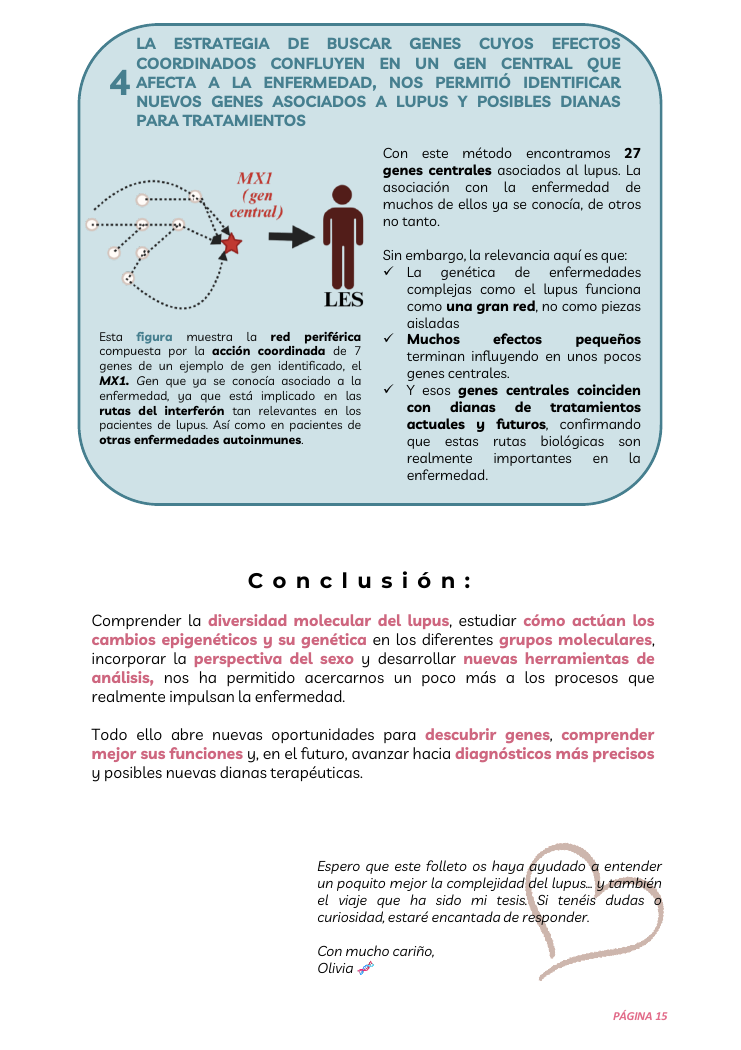 4
LA ESTRATEGIA DE BUSCAR GENES CUYOS EFECTOS
COORDINADOS CONFLUYEN EN UN GEN CENTRAL QUE
AFECTA A LA ENFERMEDAD, NOS PERMITIÓ IDENTIFICAR
NUEVOS GENES ASOCIADOS A LUPUS Y POSIBLES DIANAS
PARA TRATAMIENTOS
MX1
(gen
central)
LES
Esta figura muestra la red periférica
compuesta por la acción coordinada de 7
genes de un ejemplo de gen identificado, el
MX1. Gen que ya se conocía asociado a la
enfermedad, ya que está implicado en las
rutas del interferón tan relevantes en los
pacientes de lupus. Así como en pacientes de
otras enfermedades autoinmunes.
Con este método encontramos 27
genes centrales asociados al lupus. La
asociación con la enfermedad de
muchos de ellos ya se conocía, de otros
no tanto.
Sin embargo, la relevancia aquí es que:
✓ La genética de enfermedades
complejas como el lupus funciona
como una gran red, no como piezas
aisladas
✓ Muchos efectos pequeños
terminan influyendo en unos pocos
genes centrales.
✓ Y esos genes centrales coinciden
con dianas de tratamientos
actuales y futuros, confirmando
que estas rutas biológicas son
realmente importantes en la
enfermedad.
Conclusión:
Comprender la diversidad molecular del lupus, estudiar cómo actúan los
cambios epigenéticos y su genética en los diferentes grupos moleculares,
incorporar la perspectiva del sexo y desarrollar nuevas herramientas de
análisis, nos ha permitido acercarnos un poco más a los procesos que
realmente impulsan la enfermedad.
Todo ello abre nuevas oportunidades para descubrir genes, comprender
mejor sus funciones y, en el futuro, avanzar hacia diagnósticos más precisos
y posibles nuevas dianas terapéuticas.
Espero que este folleto os haya ayudado a entender
un poquito mejor la complejidad del lupus... y también
el viaje que ha sido mi tesis. Si tenéis dudas o
curiosidad, estaré encantada de responder.
Con mucho cariño,
Olivia 🧬
PÁGINA 15